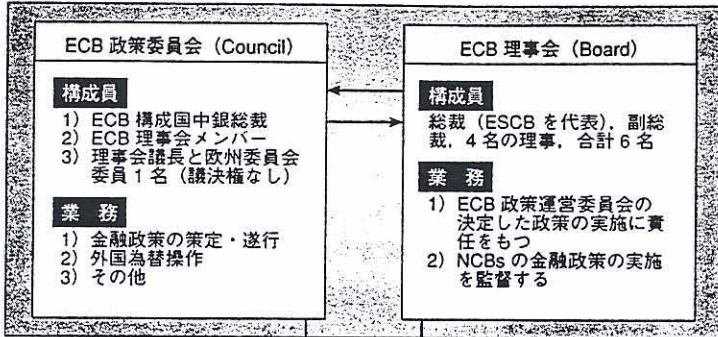 ECB 政策委員会（Council）
構成員
1) ECB 構成国中銀総裁
2) ECB 理事会メンバー
3) 理事会議長と欧州委員会
委員1名（議決権なし）
業 務
1) 金融政策の策定・遂行
2) 外国為替操作
3) その他
ECB 理事会（Board）
構成員
総裁（ESCB を代表），副総
裁，4名の理事，合計6名
業 務
1) ECB 政策運営委員会の
決定した政策の実施に責
任をもつ
2) NCBs の金融政策の実施
を監督する